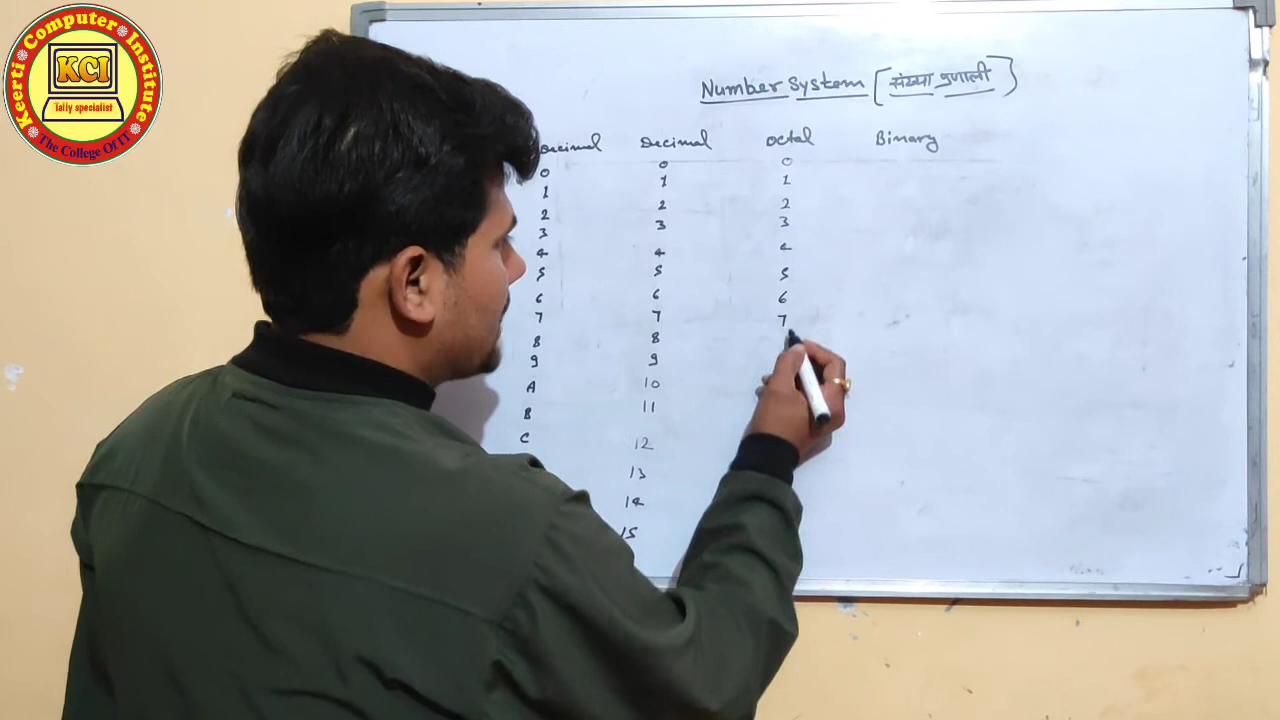 Keerti Computer Institute
KCI
Tally specialist
The College Of IT
Number System [संख्या प्रणाली]
Decimal Octal Binary
0 0 0
1 1 1
2 2 2
3 3 3
4 4 4
5 5 5
6 6 6
7 7 7
8 8
9 9
A 10
B 11
C 12
13
14
15